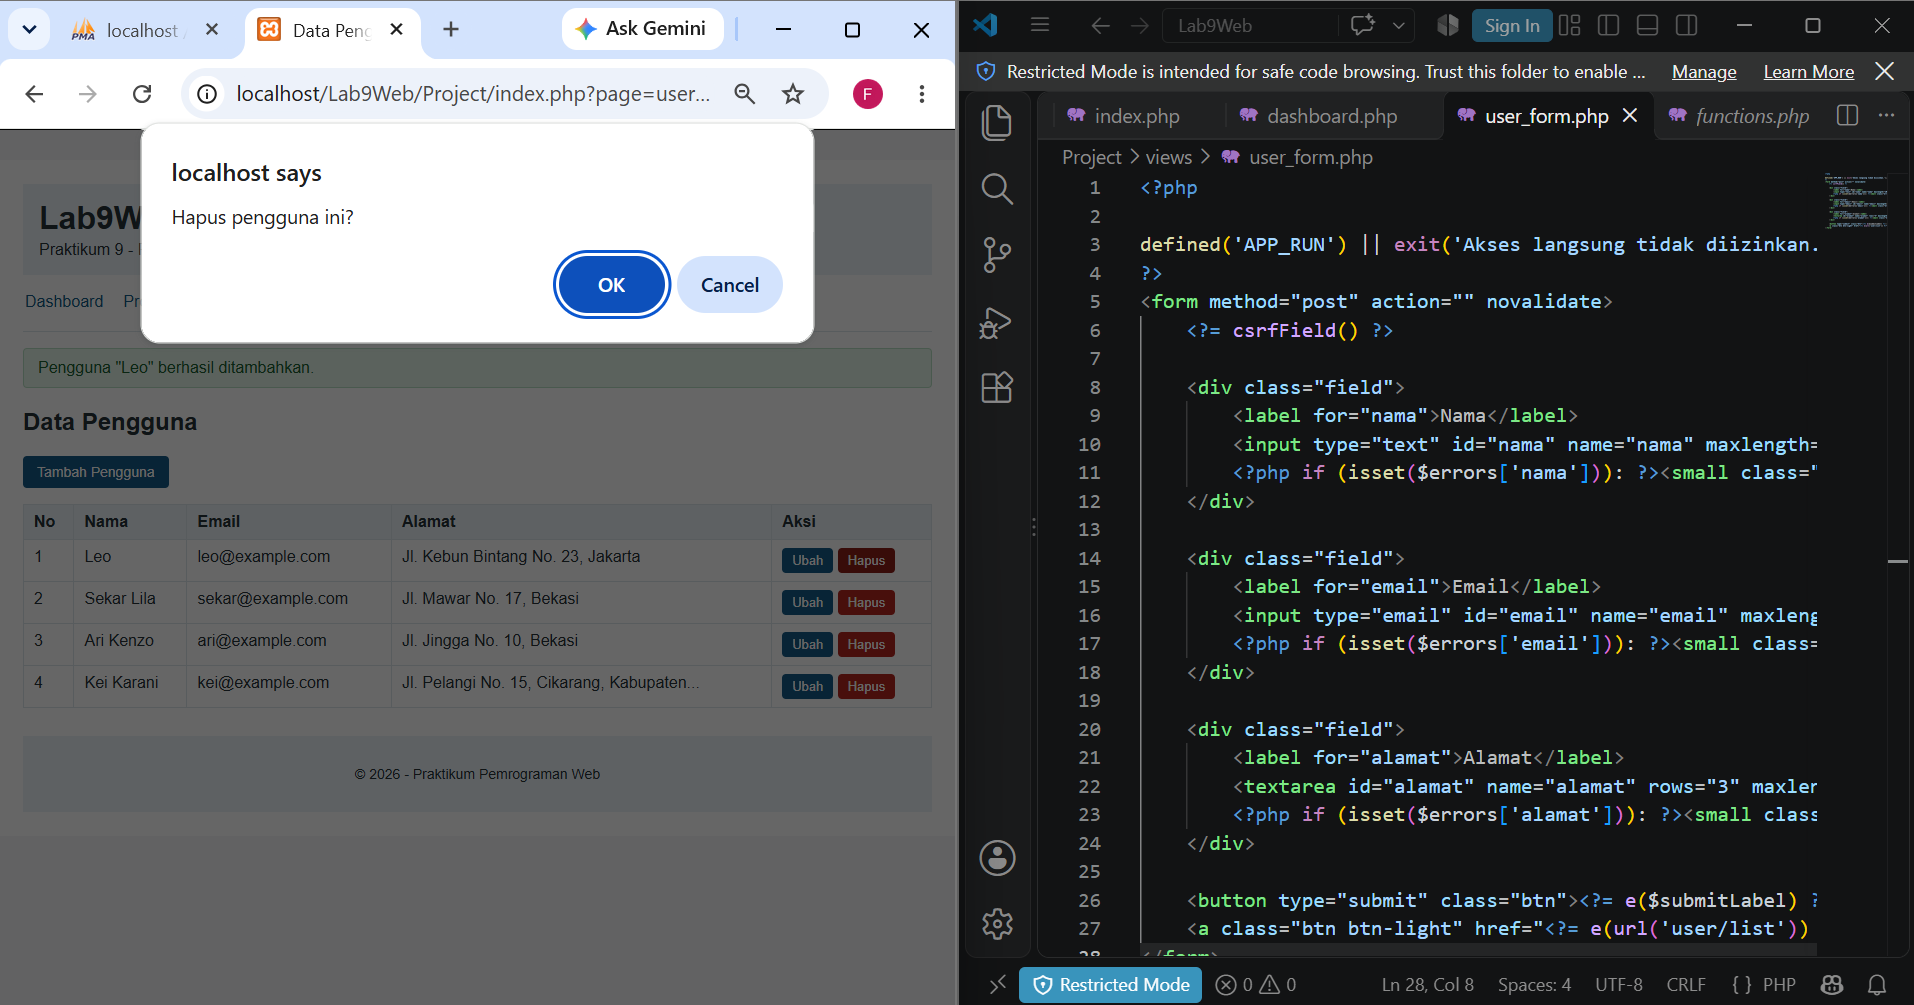 localhost
Data Peng
Ask Gemini
localhost/Lab9Web/Project/index.php?page=user...
F
localhost says
Hapus pengguna ini?
OK
Cancel
Lab9W
Praktikum 9 -
Dashboard
Pengguna "Leo" berhasil ditambahkan.
Data Pengguna
Tambah Pengguna
No Nama Email Alamat Aksi
1 Leo leo@example.com Jl. Kebun Bintang No. 23, Jakarta Ubah Hapus
2 Sekar Lila sekar@example.com Jl. Mawar No. 17, Bekasi Ubah Hapus
3 Ari Kenzo ari@example.com Jl. Jingga No. 10, Bekasi Ubah Hapus
4 Kei Karani kei@example.com Jl. Pelangi No. 15, Cikarang, Kabupaten... Ubah Hapus
© 2026 - Praktikum Pemrograman Web
Lab9Web
Sign In
Restricted Mode is intended for safe code browsing. Trust this folder to enable ... Manage Learn More
index.php dashboard.php user_form.php functions.php
Project > views > user_form.php
1 <?php
2
3 defined('APP_RUN') || exit('Akses langsung tidak diizinkan.
4 ?>
5 <form method="post" action="" novalidate>
6 <?= csrfField() ?>
7
8 <div class="field">
9 <label for="nama">Nama</label>
10 <input type="text" id="nama" name="nama" maxlength=
11 <?php if (isset($errors['nama'])): ?><small class="
12 </div>
13
14 <div class="field">
15 <label for="email">Email</label>
16 <input type="email" id="email" name="email" maxleng
17 <?php if (isset($errors['email'])): ?><small class=
18 </div>
19
20 <div class="field">
21 <label for="alamat">Alamat</label>
22 <textarea id="alamat" name="alamat" rows="3" maxlen
23 <?php if (isset($errors['alamat'])): ?><small class
24 </div>
25
26 <button type="submit" class="btn"><?= e($submitLabel) ?
27 <a class="btn btn-light" href="<?= e(url('user/list'))
28 </form>
Restricted Mode 0 0 Ln 28, Col 8 Spaces: 4 UTF-8 CRLF { } PHP